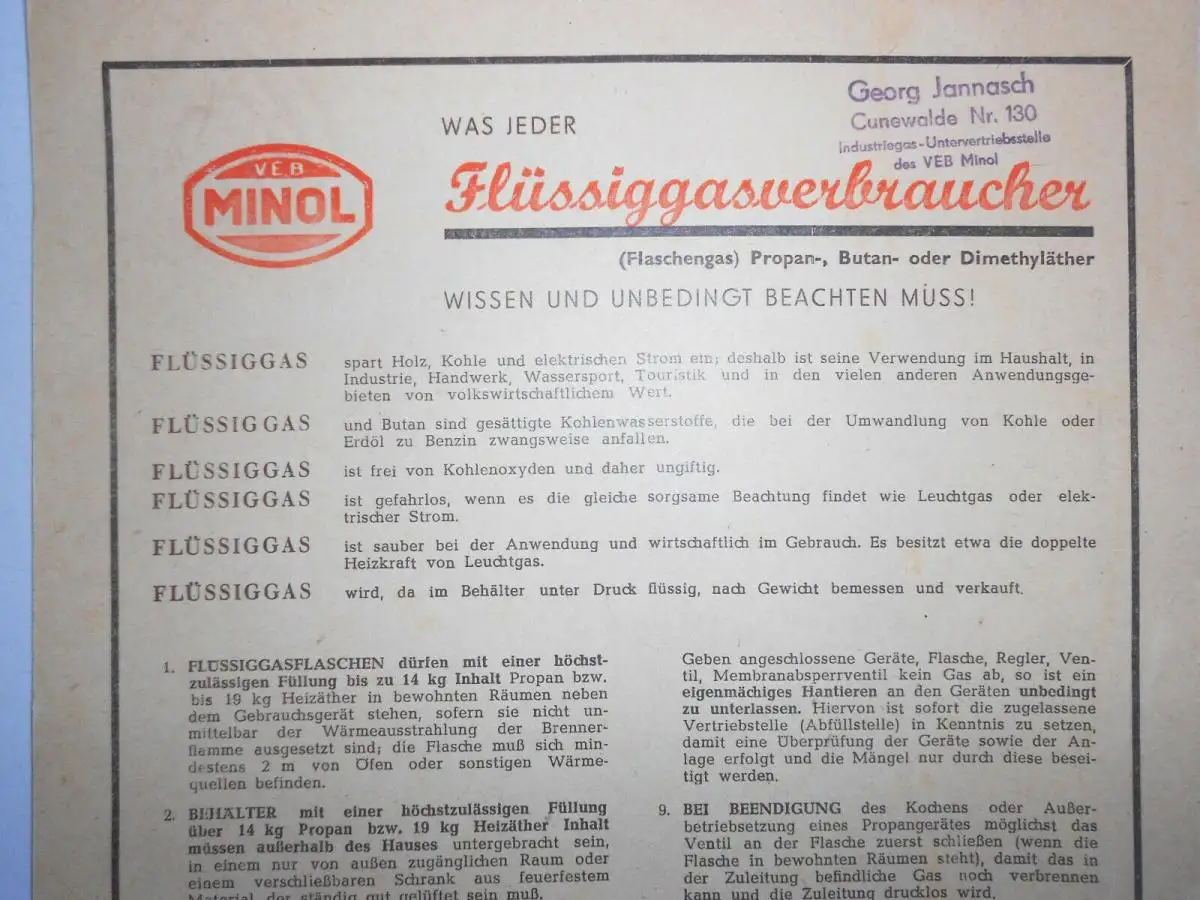 Georg Jannasch
Cunewalde Nr. 130
Industriegas-Untervertriebsstelle
des VEB Minol
VEB
MINOL
WAS JEDER
Flüssiggasverbraucher
(Flaschengas) Propan-, Butan- oder Dimethyläther
WISSEN UND UNBEDINGT BEACHTEN MUSS!
FLÜSSIGGAS spart Holz, Kohle und elektrischen Strom ein; deshalb ist seine Verwendung im Haushalt, in
Industrie, Handwerk, Wassersport, Touristik und in den vielen anderen Anwendungsge-
bieten von volkswirtschaftlichem Wert.
FLÜSSIGGAS und Butan sind gesättigte Kohlenwasserstoffe, die bei der Umwandlung von Kohle oder
Erdöl zu Benzin zwangsweise anfallen.
FLÜSSIGGAS ist frei von Kohlenoxyden und daher ungiftig.
FLÜSSIGGAS ist gefahrlos, wenn es die gleiche sorgsame Beachtung findet wie Leuchtgas oder elek-
trischer Strom.
FLÜSSIGGAS ist sauber bei der Anwendung und wirtschaftlich im Gebrauch. Es besitzt etwa die doppelte
Heizkraft von Leuchtgas.
FLÜSSIGGAS wird, da im Behälter unter Druck flüssig, nach Gewicht bemessen und verkauft.
1. FLÜSSIGGASFLASCHEN dürfen mit einer höchst-
zulässigen Füllung bis zu 14 kg Inhalt Propan bzw.
bis 19 kg Heizäther in bewohnten Räumen neben
dem Gebrauchsgerät stehen, sofern sie nicht un-
mittelbar der Wärmeausstrahlung der Brenner-
flamme ausgesetzt sind; die Flasche muß sich min-
destens 2 m von Öfen oder sonstigen Wärme-
quellen befinden.
2. BEHÄLTER mit einer höchstzulässigen Füllung
über 14 kg Propan bzw. 19 kg Heizäther Inhalt
müssen außerhalb des Hauses untergebracht sein,
in einem nur von außen zugänglichen Raum oder
einem verschließbaren Schrank aus feuerfestem
Material, der ständig gut gelüftet sein muß.
Geben angeschlossene Geräte, Flasche, Regler, Ven-
til, Membranabsperrventil kein Gas ab, so ist ein
eigenmächiges Hantieren an den Geräten unbedingt
zu unterlassen. Hiervon ist sofort die zugelassene
Vertriebstelle (Abfüllstelle) in Kenntnis zu setzen,
damit eine Überprüfung der Geräte sowie der An-
lage erfolgt und die Mängel nur durch diese besei-
tigt werden.
9. BEI BEENDIGUNG des Kochens oder Außer-
betriebsetzung eines Propangerätes möglichst das
Ventil an der Flasche zuerst schließen (wenn die
Flasche in bewohnten Räumen steht), damit das in
der Zuleitung befindliche Gas noch verbrennen
kann und die Zuleitung drucklos wird.